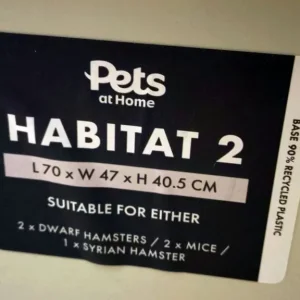 Pets
at Home
HABITAT 2
L 70 x W 47 x H 40.5 CM
SUITABLE FOR EITHER
2 x DWARF HAMSTERS / 2 x MICE /
1 x SYRIAN HAMSTER
BASE 90% RECYCLED PLASTIC